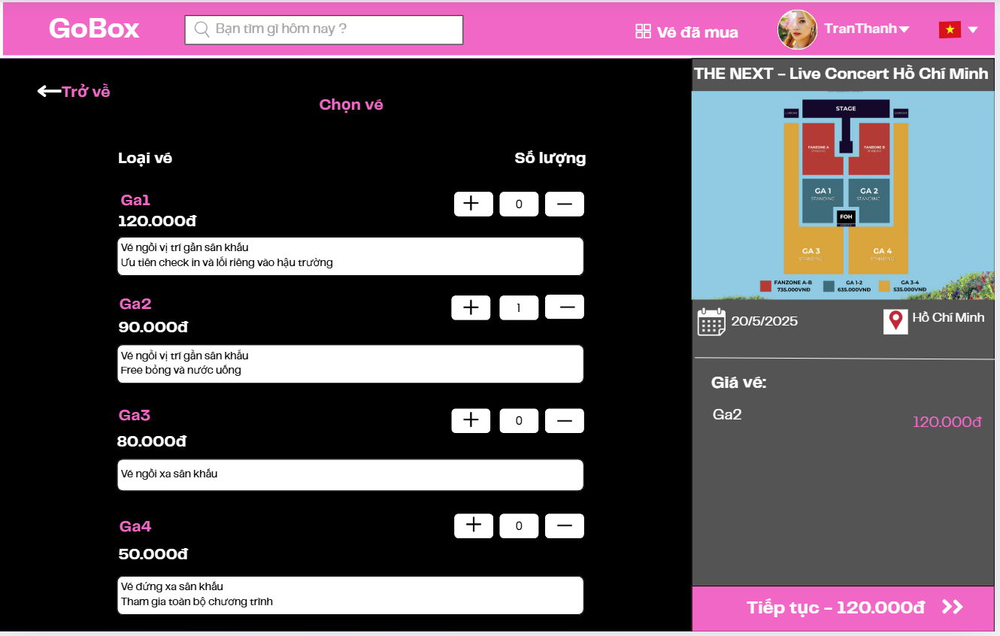 GoBox
Bạn tìm gì hôm nay ?
Vé đã mua
TranThanh
Trở về
Chọn vé
Loại vé
Số lượng
Ga1
120.000đ
0
Vé ngồi vị trí gần sân khấu
Ưu tiên check in và lối riêng vào hậu trường
Ga2
90.000đ
1
Vé ngồi vị trí gần sân khấu
Free bỏng và nước uống
Ga3
80.000đ
0
Vé ngồi xa sân khấu
Ga4
50.000đ
0
Vé đứng xa sân khấu
Tham gia toàn bộ chương trình
THE NEXT - Live Concert Hồ Chí Minh
STAGE
FANZONE A
STANDING
FANZONE B
STANDING
GA 1
STANDING
GA 2
STANDING
FOH
GA 3
STANDING
GA 4
STANDING
FANZONE A-B
735.000VNĐ
GA 1-2
635.000VNĐ
GA 3-4
535.000VNĐ
20/5/2025
Hồ Chí Minh
Giá vé:
Ga2
120.000đ
Tiếp tục - 120.000đ